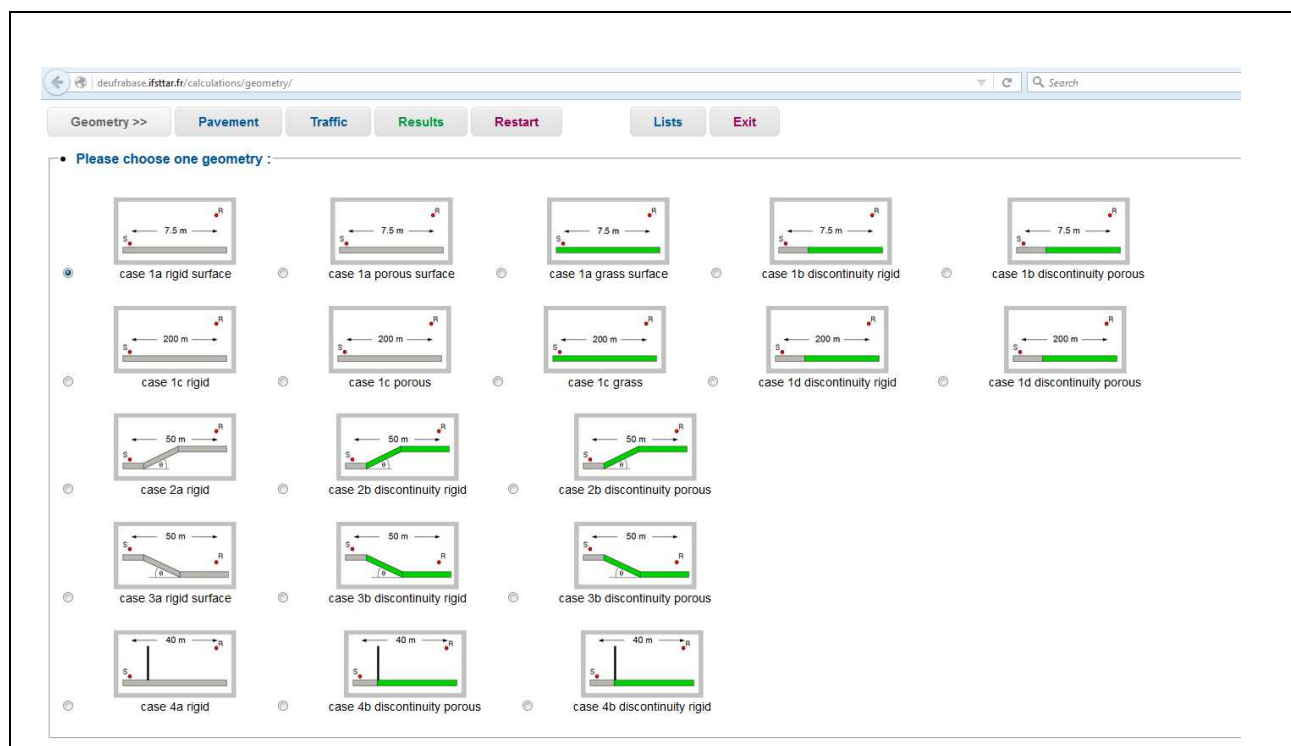 deufrabase.ifsttar.fr/calculations/geometry/ Search
Geometry >> Pavement Traffic Results Restart Lists Exit
Please choose one geometry :
R R R R R
7.5 m 7.5 m 7.5 m 7.5 m 7.5 m
S S S S S
case 1a rigid surface case 1a porous surface case 1a grass surface case 1b discontinuity rigid case 1b discontinuity porous
R R R R R
200 m 200 m 200 m 200 m 200 m
S S S S S
case 1c rigid case 1c porous case 1c grass case 1d discontinuity rigid case 1d discontinuity porous
R R R
50 m 50 m 50 m
S S S
θ θ θ
case 2a rigid case 2b discontinuity rigid case 2b discontinuity porous
50 m 50 m 50 m
S S S
R R R
θ θ θ
case 3a rigid surface case 3b discontinuity rigid case 3b discontinuity porous
40 m 40 m 40 m
R R R
S S S
case 4a rigid case 4b discontinuity porous case 4b discontinuity rigid